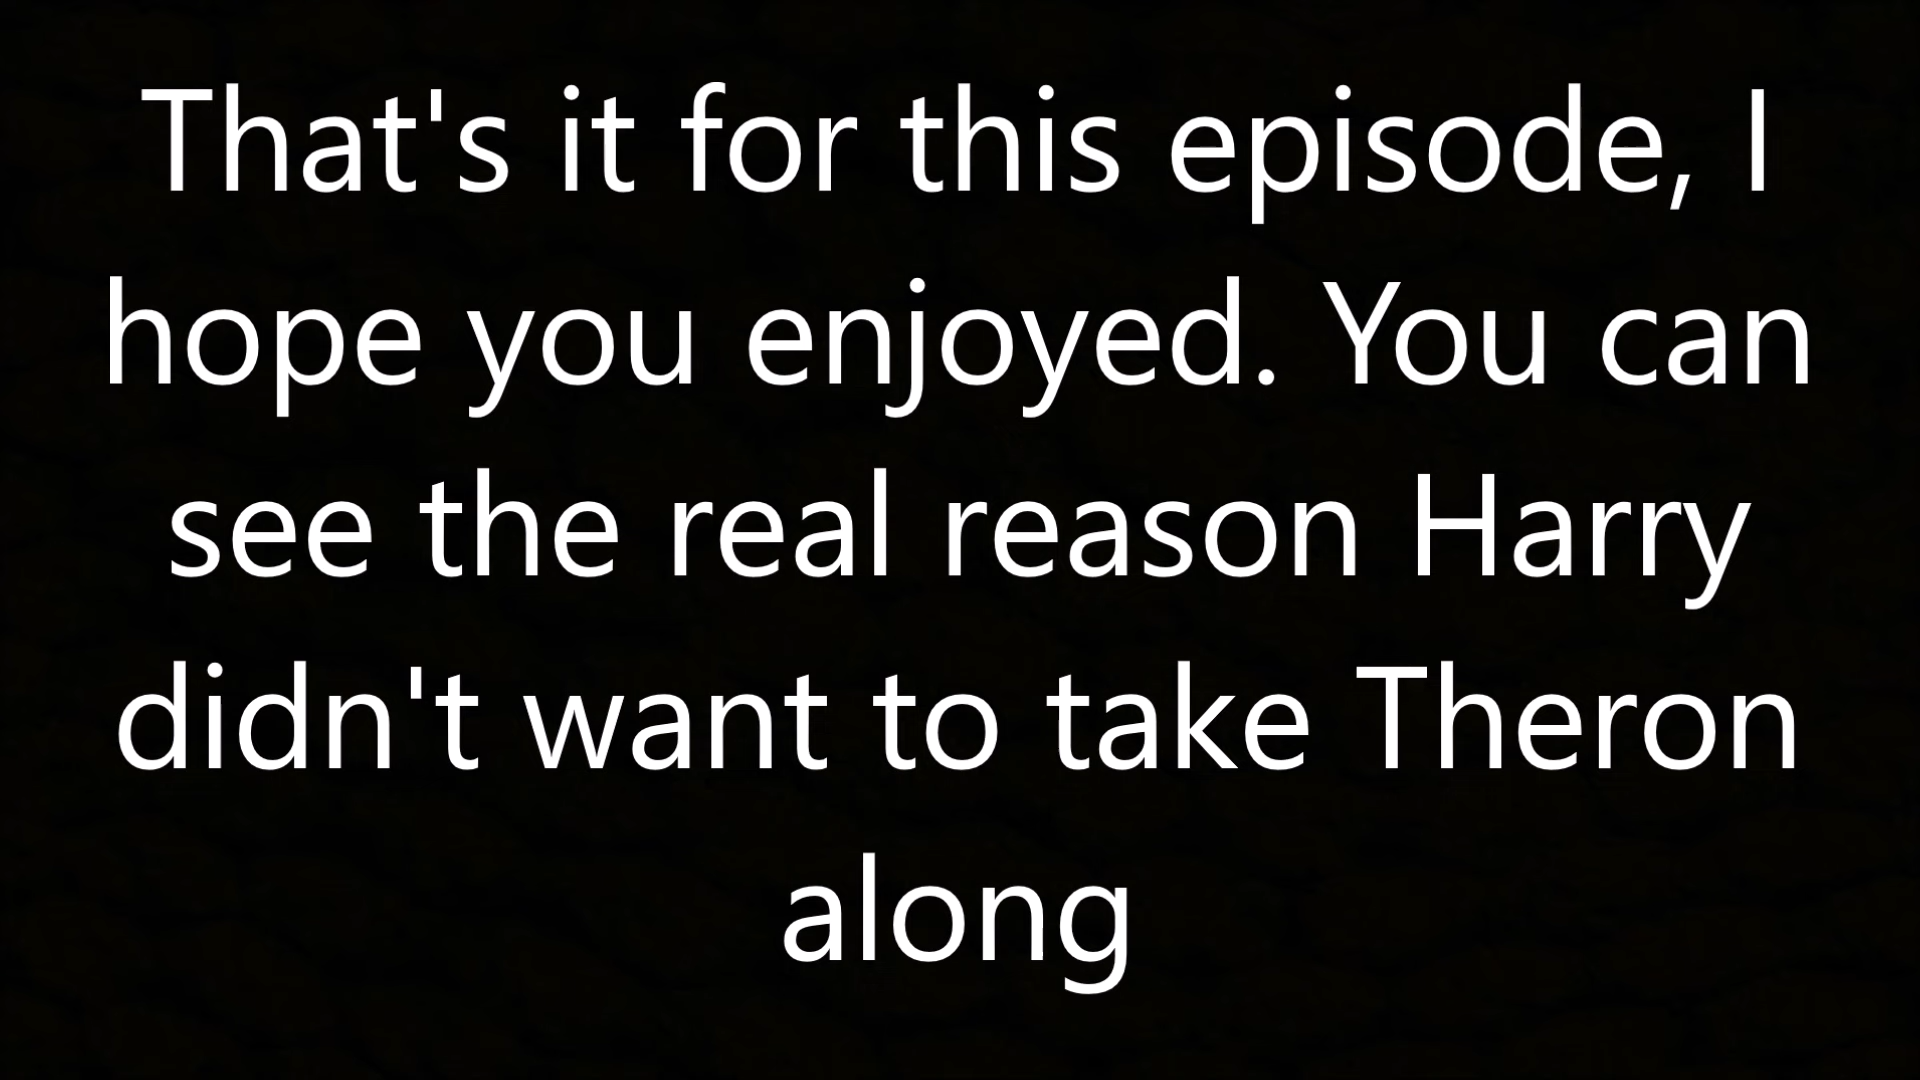 That's it for this episode, I
hope you enjoyed. You can
see the real reason Harry
didn't want to take Theron
along